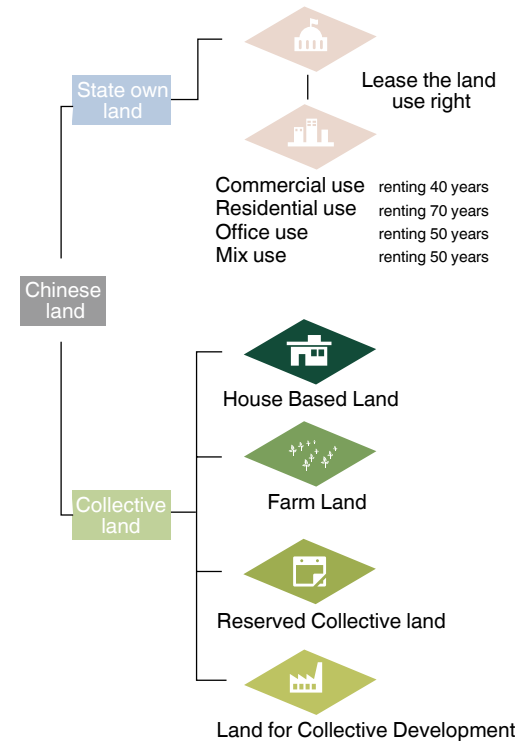 State own
land
Lease the land
use right
Commercial use renting 40 years
Residential use renting 70 years
Office use renting 50 years
Mix use renting 50 years
Chinese
land
House Based Land
Farm Land
Collective
land
Reserved Collective land
Land for Collective Development